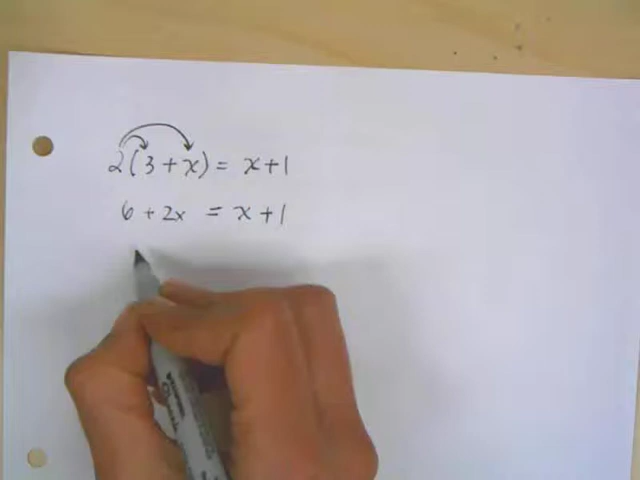 2(3+x) = x+1
6 + 2x = x+1